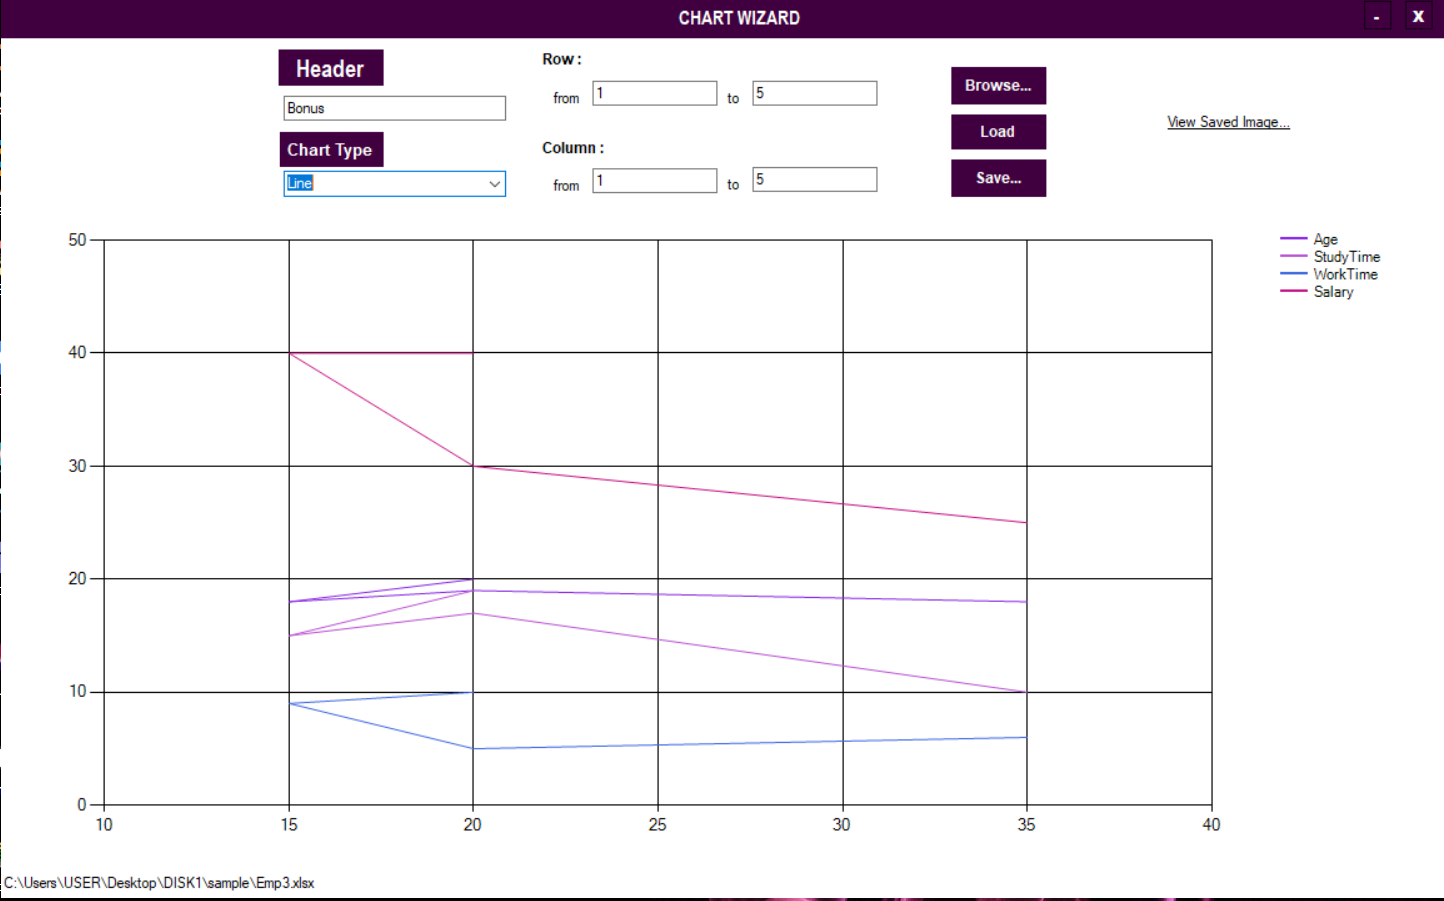 CHART WIZARD
-
X
Header
Bonus
Chart Type
Line
Row :
from 1 to 5
Column :
from 1 to 5
Browse...
Load
Save...
View Saved Image...
50
40
30
20
10
0
10 15 20 25 30 35 40
Age
StudyTime
WorkTime
Salary
C:\Users\USER\Desktop\DISK1\sample\Emp3.xlsx